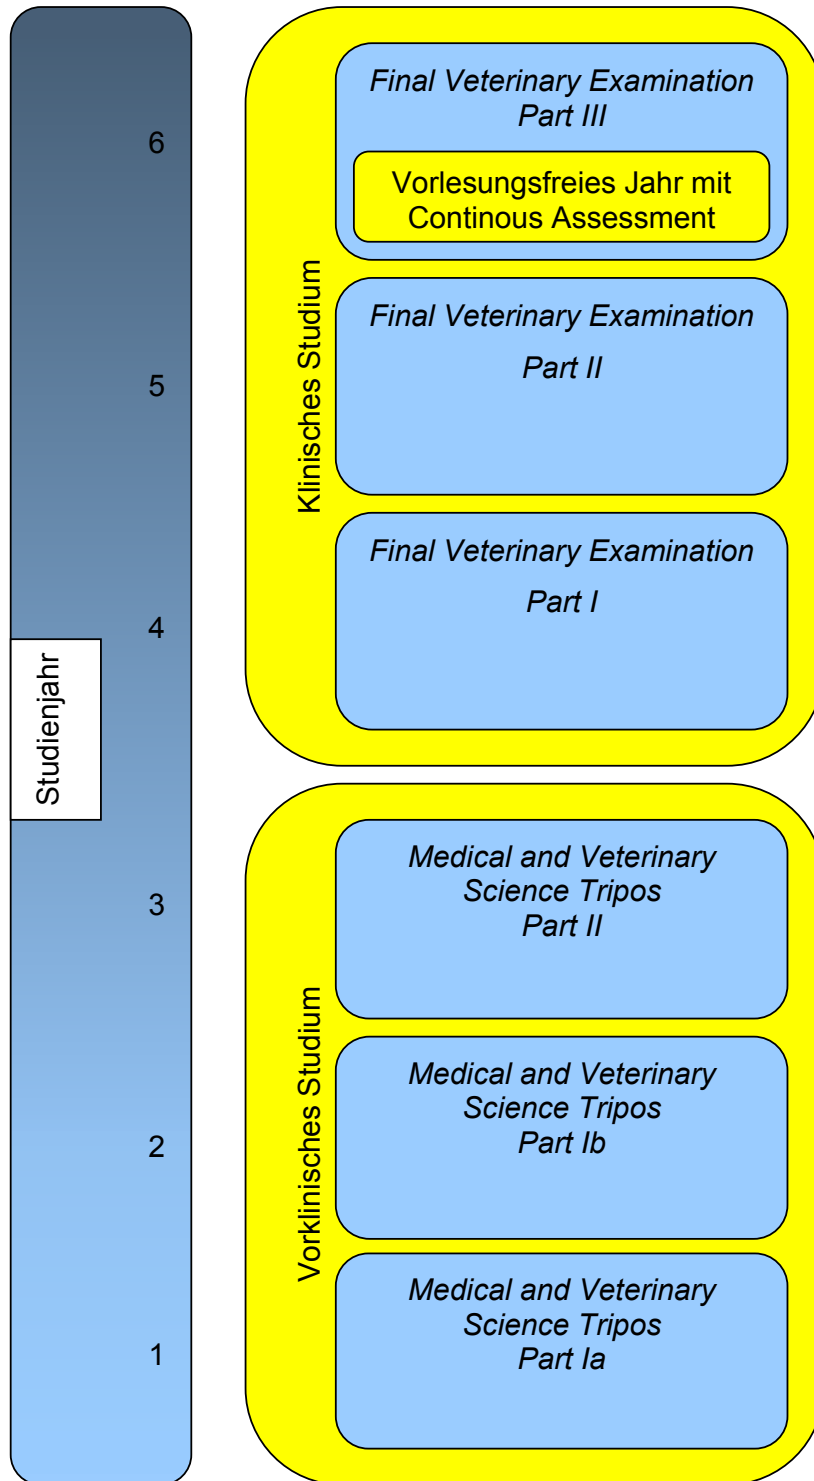 Studienjahr
6
5
4
3
2
1
Klinisches Studium
Final Veterinary Examination
Part III
Vorlesungsfreies Jahr mit
Continous Assessment
Final Veterinary Examination
Part II
Final Veterinary Examination
Part I
Vorklinisches Studium
Medical and Veterinary
Science Tripos
Part II
Medical and Veterinary
Science Tripos
Part Ib
Medical and Veterinary
Science Tripos
Part Ia